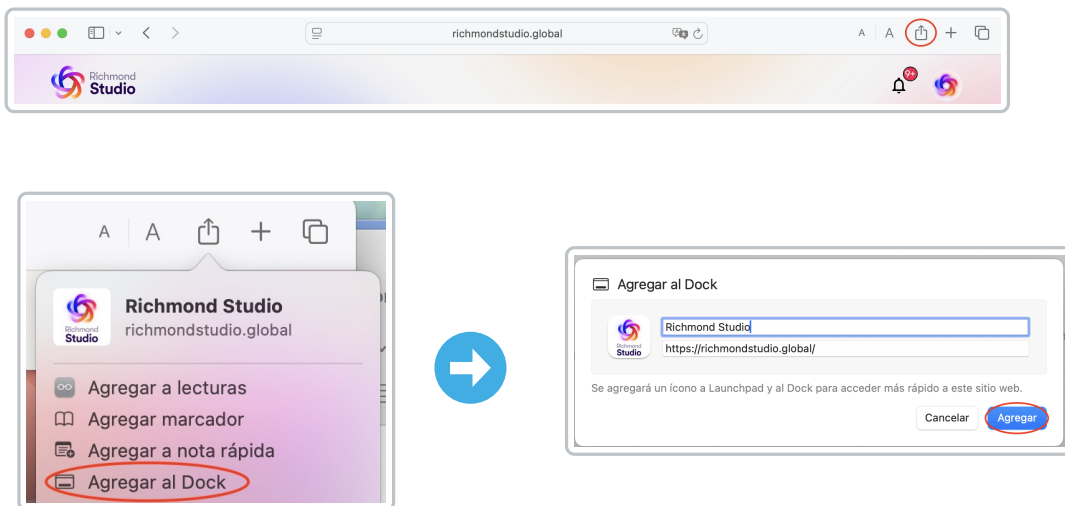 richmondstudio.global
A A
Richmond
Studio
9+
A A
Richmond Studio
richmondstudio.global
Richmond
Studio
Agregar a lecturas
Agregar marcador
Agregar a nota rápida
Agregar al Dock
Agregar al Dock
Richmond Studio
https://richmondstudio.global/
Richmond
Studio
Se agregará un ícono a Launchpad y al Dock para acceder más rápido a este sitio web.
Cancelar Agregar